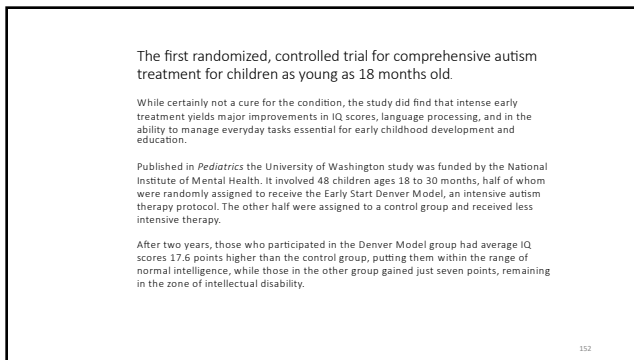 The first randomized, controlled trial for comprehensive autism
treatment for children as young as 18 months old.
While certainly not a cure for the condition, the study did find that intense early
treatment yields major improvements in IQ scores, language processing, and in the
ability to manage everyday tasks essential for early childhood development and
education.
Published in Pediatrics the University of Washington study was funded by the National
Institute of Mental Health. It involved 48 children ages 18 to 30 months, half of whom
were randomly assigned to receive the Early Start Denver Model, an intensive autism
therapy protocol. The other half were assigned to a control group and received less
intensive therapy.
After two years, those who participated in the Denver Model group had average IQ
scores 17.6 points higher than the control group, putting them within the range of
normal intelligence, while those in the other group gained just seven points, remaining
in the zone of intellectual disability.
152